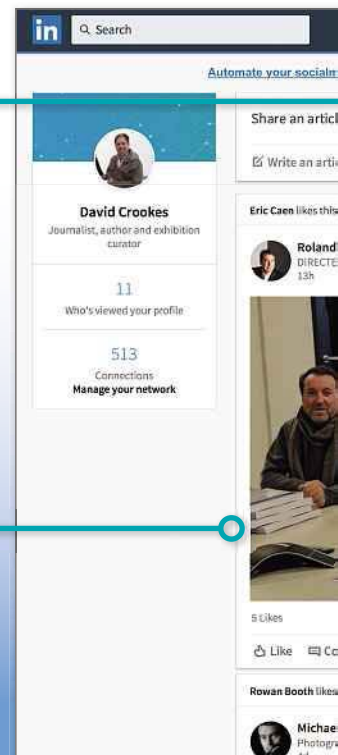 in
Search
Automate your socialm
Share an articl
Write an arti
David Crookes
Journalist, author and exhibition
curator
11
Who's viewed your profile
513
Connections
Manage your network
Eric Caen likes this
Roland
DIRECTE
13h
5 Likes
Like Co
Rowan Booth likes
Michae
Photogra